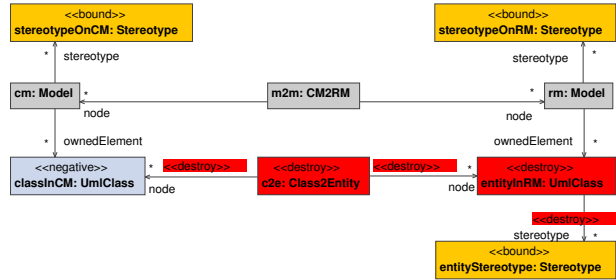 <<bound>>
stereotypeOnCM: Stereotype
<<bound>>
stereotypeOnRM: Stereotype
*
stereotype
*
stereotype
cm: Model
*
node
m2m: CM2RM
*
node
rm: Model
*
ownedElement
ownedElement
*
<<negative>>
classInCM: UmlClass
*
<<destroy>>
node
<<destroy>>
c2e: Class2Entity
<<destroy>>
*
node
<<destroy>>
entityInRM: UmlClass
<<destroy>>
stereotype
*
<<bound>>
entityStereotype: Stereotype